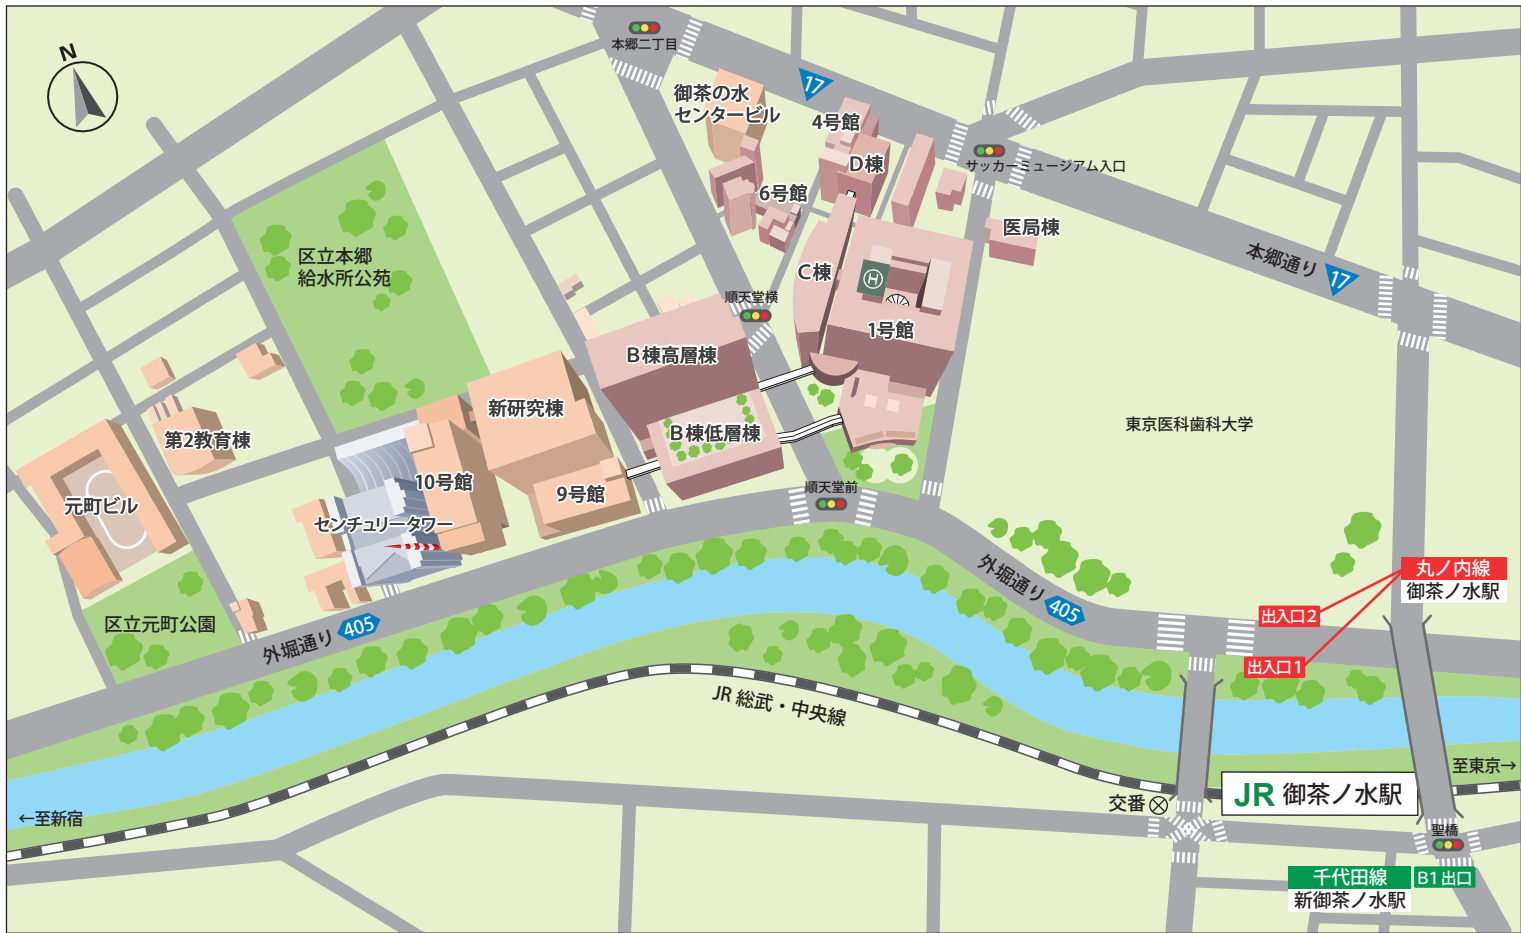 N
本郷二丁目
17
御茶の水
センタービル
4号館
D棟
サッカーミュージアム入口
6号館
医局棟
区立本郷
給水所公苑
C棟
H
本郷通り
17
順天堂横
1号館
B棟高層棟
新研究棟
B棟低層棟
第2教育棟
東京医科歯科大学
10号館
9号館
順天堂前
元町ビル
センチュリータワー
外堀通り
405
丸ノ内線
御茶ノ水駅
出入口2
区立元町公園
外堀通り
405
出入口1
JR 総武・中央線
至東京→
JR 御茶ノ水駅
交番
←至新宿
聖橋
千代田線
新御茶ノ水駅
B1出口